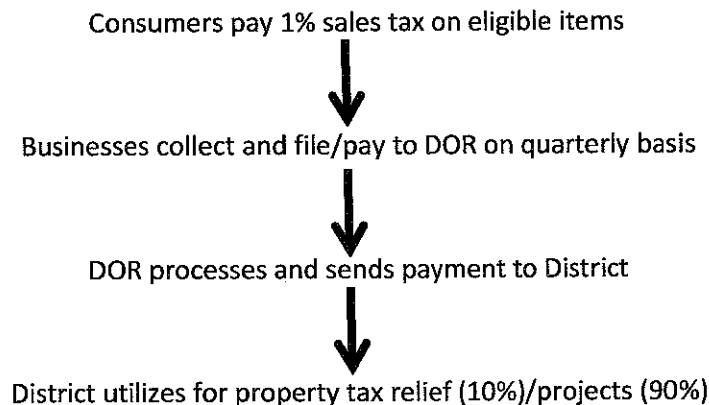 Consumers pay 1% sales tax on eligible items
Businesses collect and file/pay to DOR on quarterly basis
DOR processes and sends payment to District
District utilizes for property tax relief (10%)/projects (90%)